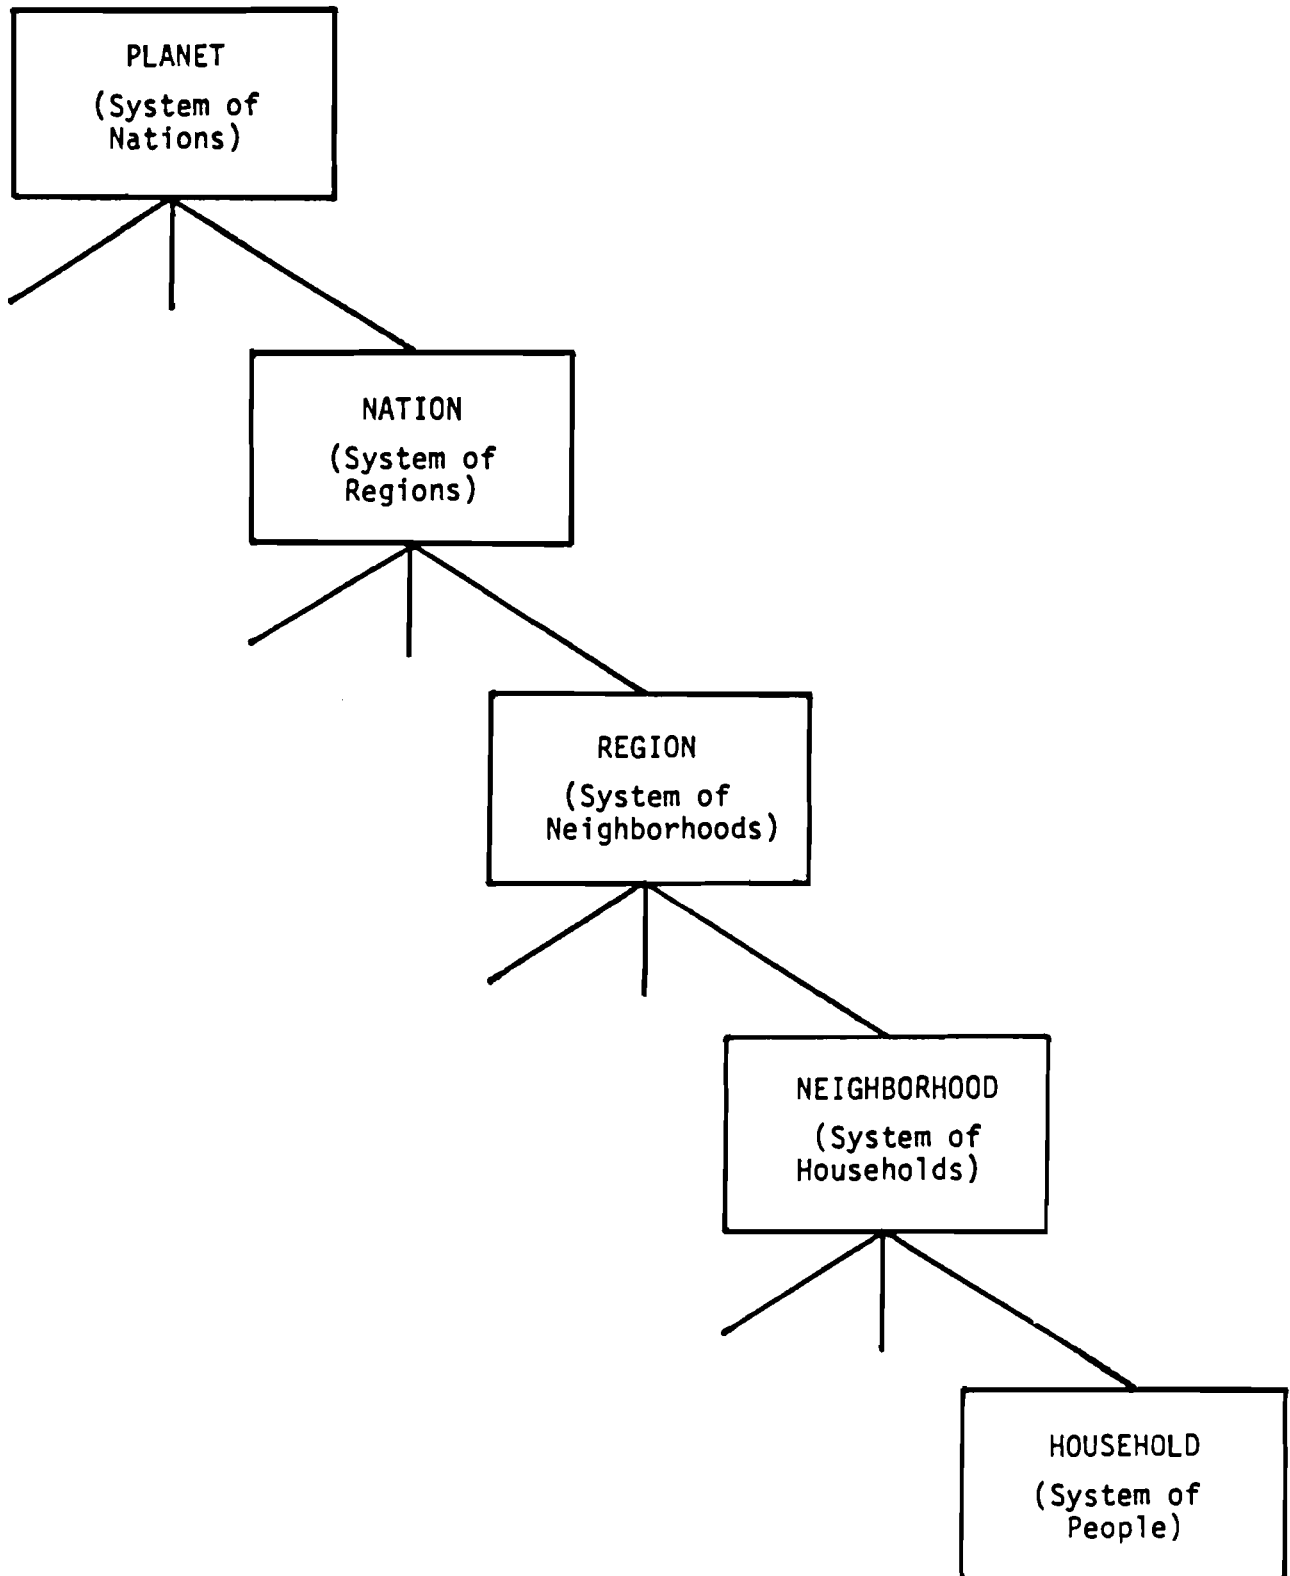 PLANET
(System of
Nations)
NATION
(System of
Regions)
REGION
(System of
Neighborhoods)
NEIGHBORHOOD
(System of
Households)
HOUSEHOLD
(System of
People)